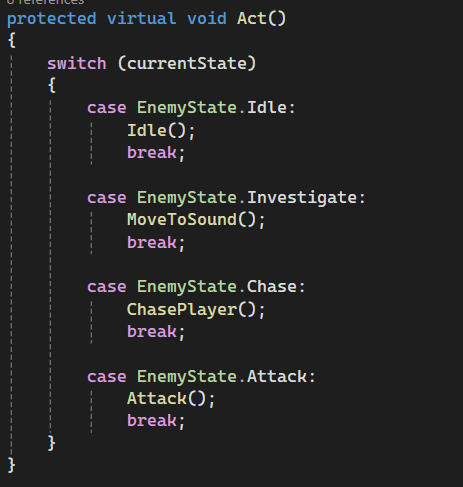 0 references
protected virtual void Act()
{
    switch (currentState)
    {
        case EnemyState.Idle:
            Idle();
            break;

        case EnemyState.Investigate:
            MoveToSound();
            break;

        case EnemyState.Chase:
            ChasePlayer();
            break;

        case EnemyState.Attack:
            Attack();
            break;
    }
}